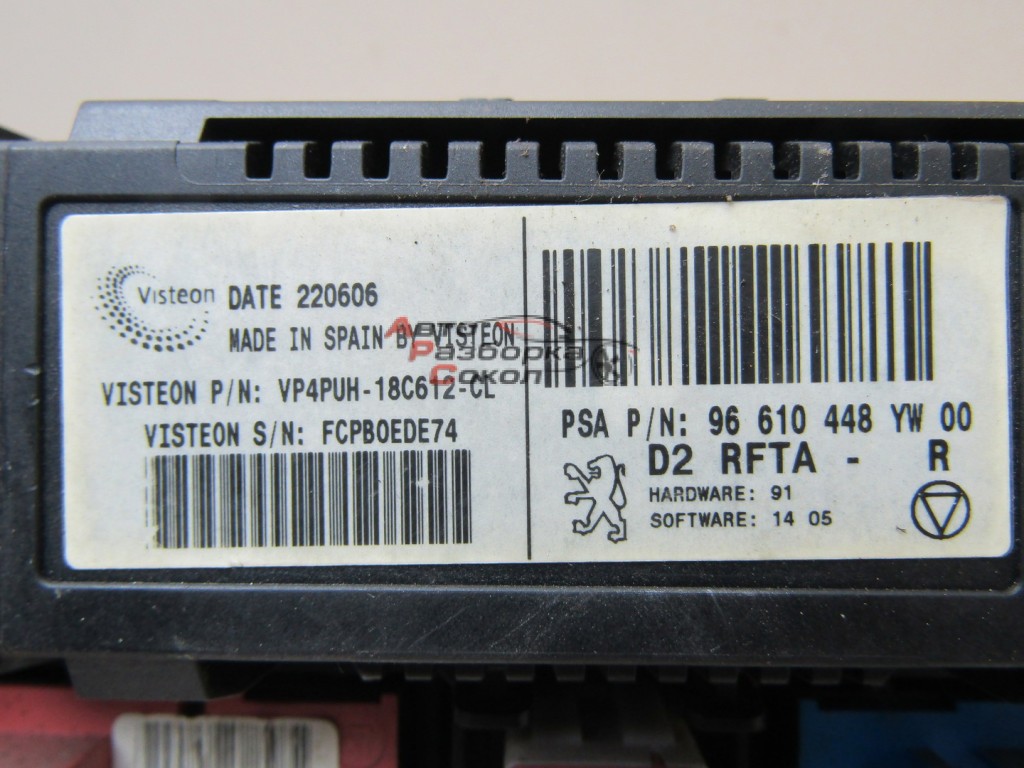 Visteon
DATE 220606
MADE IN SPAIN BY VISTEON
VISTEON P/N: VP4PUH-18C612-CL
VISTEON S/N: FCPB0EDE74
PSA P/N: 96 610 448 YW 00
D2 RFTA - R
HARDWARE: 91
SOFTWARE: 14 05
Арт
Разборка
Сокол